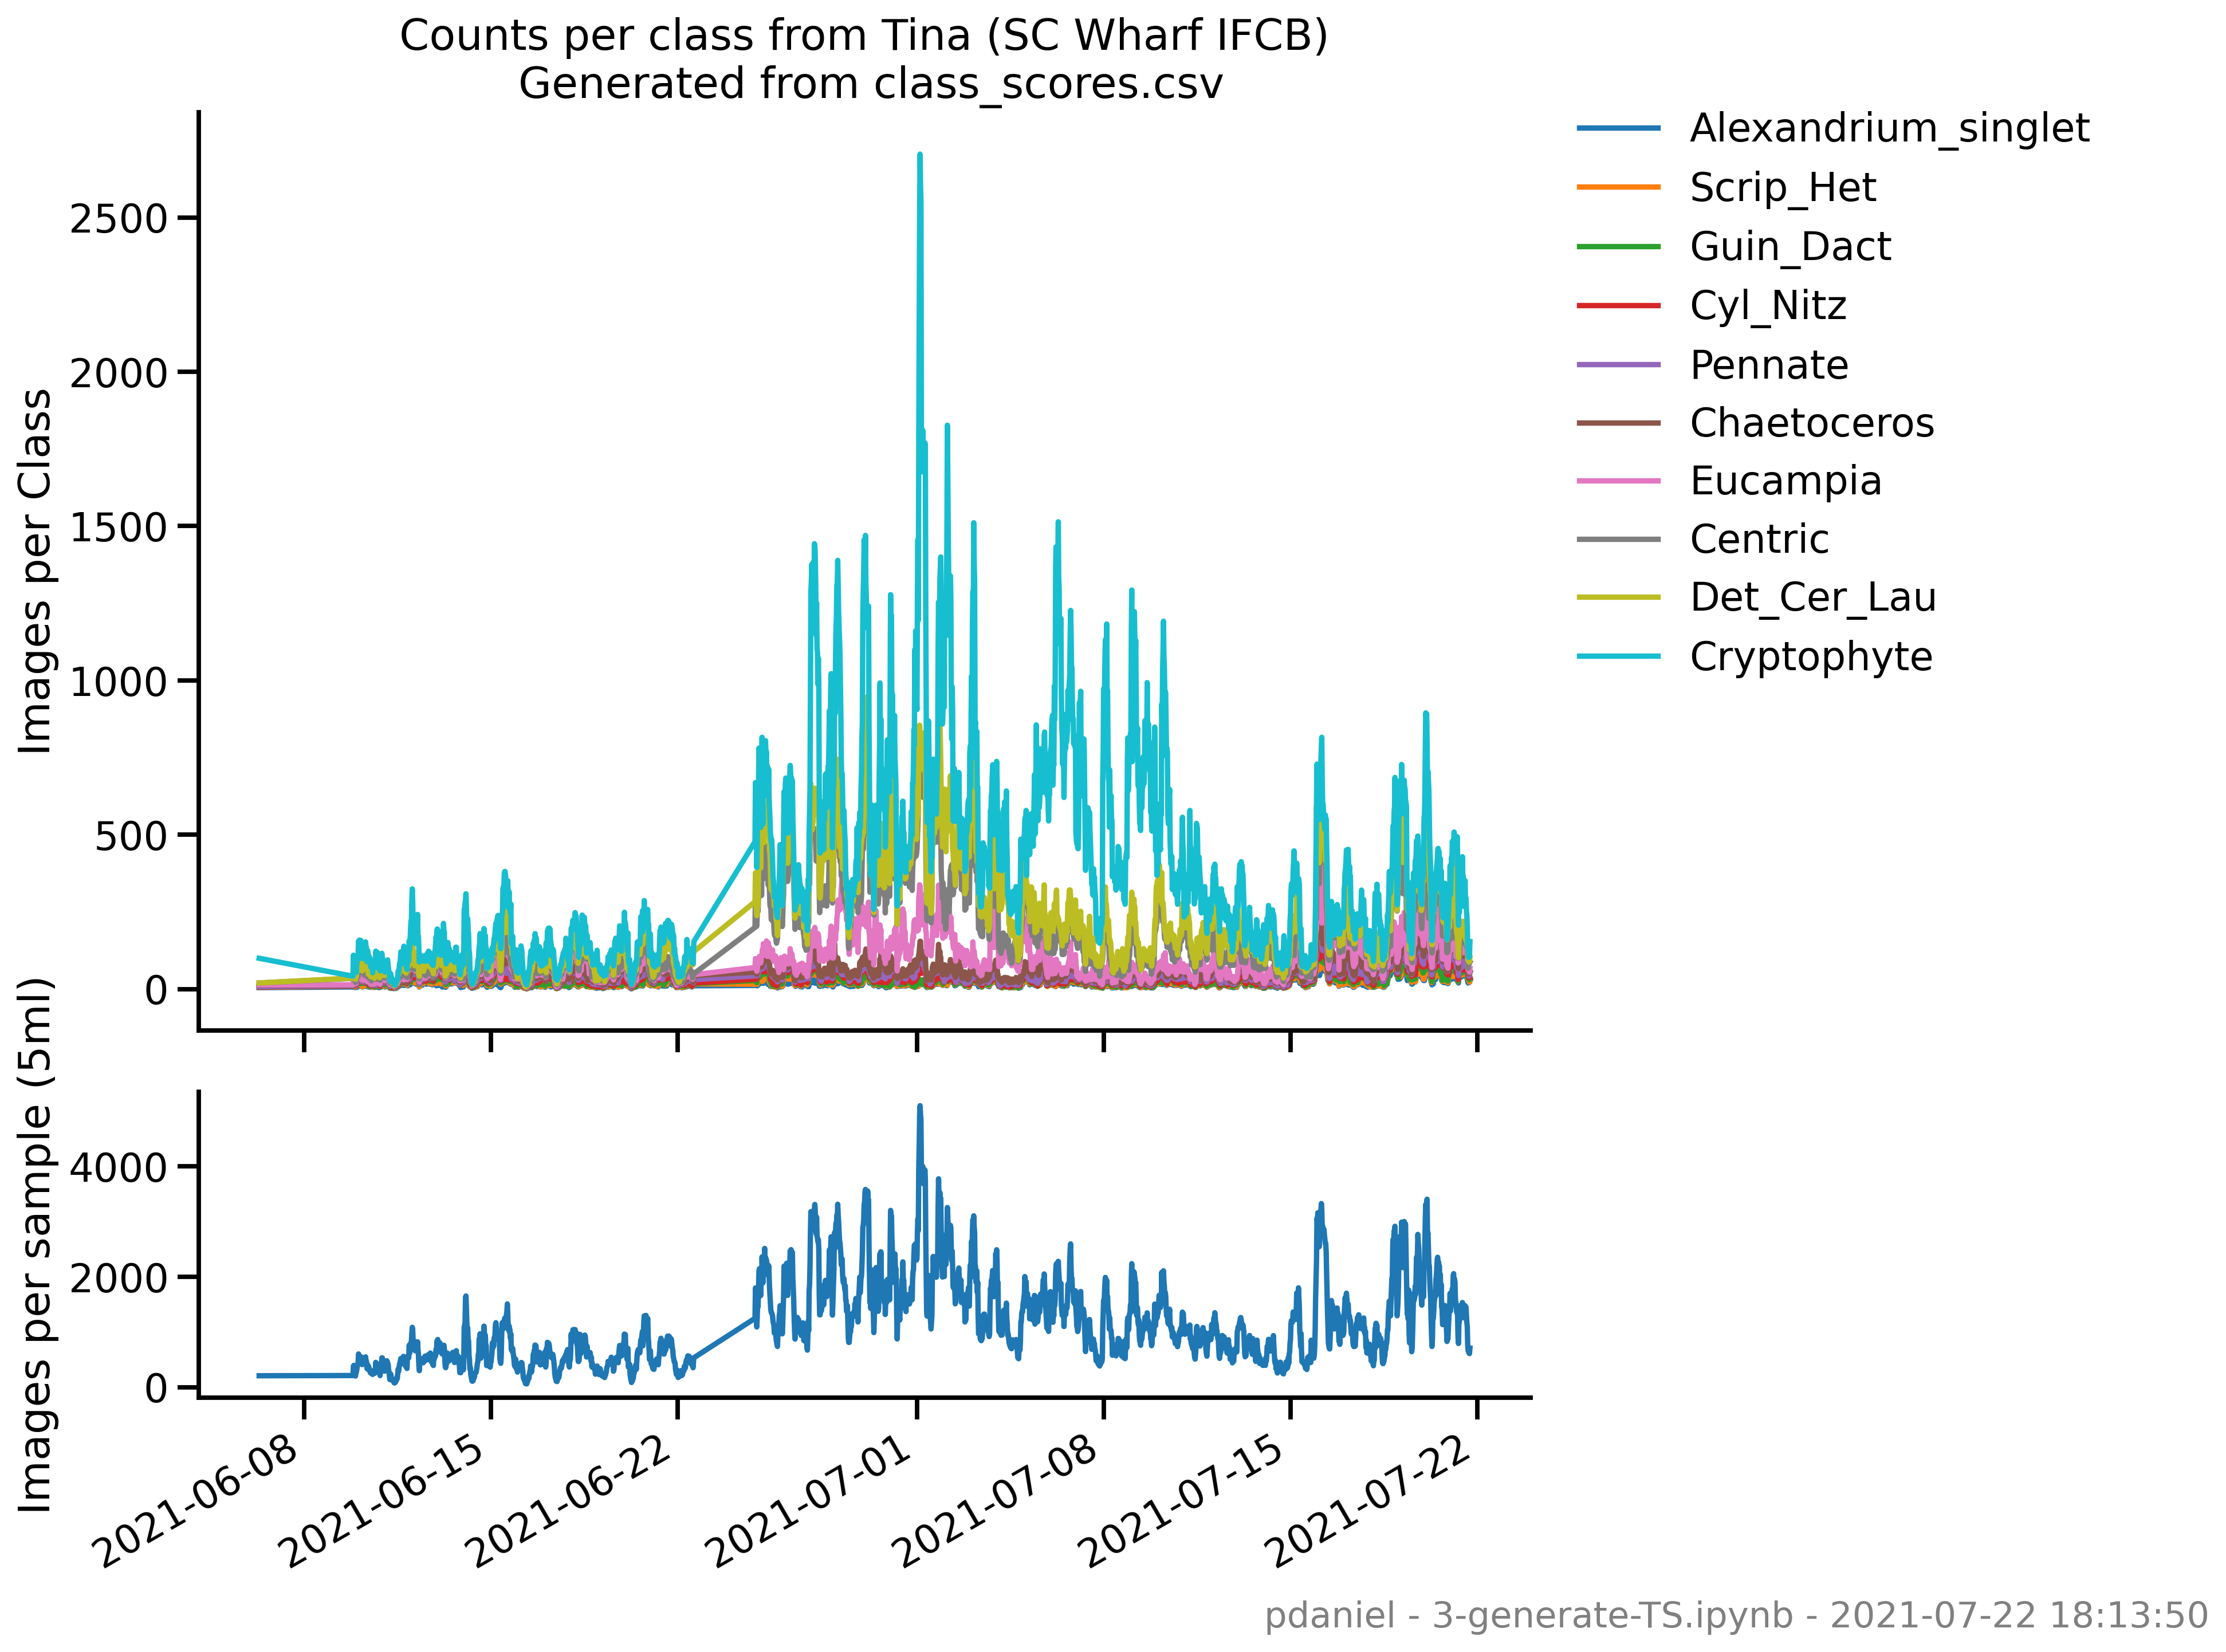 Counts per class from Tina (SC Wharf IFCB)
Generated from class_scores.csv
Images per Class
2500
2000
1500
1000
500
0
Alexandrium_singlet
Scrip_Het
Guin_Dact
Cyl_Nitz
Pennate
Chaetoceros
Eucampia
Centric
Det_Cer_Lau
Cryptophyte
Images per sample (5ml)
4000
2000
0
2021-06-08
2021-06-15
2021-06-22
2021-07-01
2021-07-08
2021-07-15
2021-07-22
pdaniel - 3-generate-TS.ipynb - 2021-07-22 18:13:50